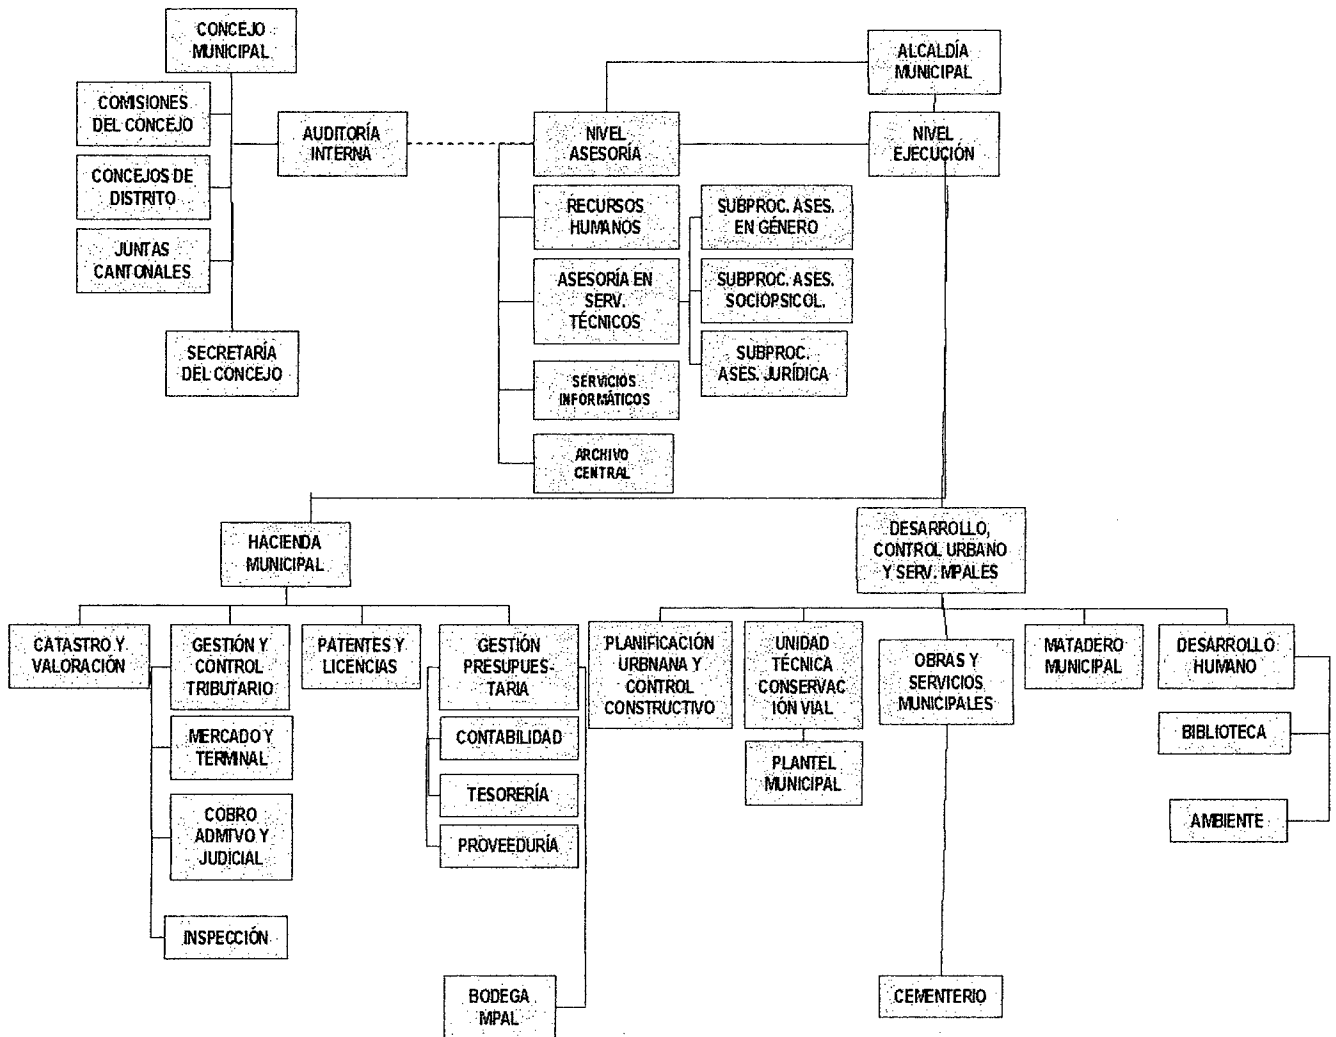 CONCEJO
MUNICIPAL
ALCALDÍA
MUNICIPAL
COMISIONES
DEL CONCEJO
AUDITORÍA
INTERNA
NIVEL
ASESORÍA
NIVEL
EJECUCIÓN
CONCEJOS DE
DISTRITO
RECURSOS
HUMANOS
SUBPROC. ASES.
EN GÉNERO
JUNTAS
CANTONALES
ASESORÍA EN
SERV.
TÉCNICOS
SUBPROC. ASES.
SOCIOPSICOL.
SECRETARÍA
DEL CONCEJO
SUBPROC.
ASES. JURÍDICA
SERVICIOS
INFORMÁTICOS
ARCHIVO
CENTRAL
HACIENDA
MUNICIPAL
DESARROLLO,
CONTROL URBANO
Y SERV. MPALES
CATASTRO Y
VALORACIÓN
GESTIÓN Y
CONTROL
TRIBUTARIO
PATENTES Y
LICENCIAS
GESTIÓN
PRESUPUES-
TARIA
PLANIFICACIÓN
URBNANA Y
CONTROL
CONSTRUCTIVO
UNIDAD
TÉCNICA
CONSERVAC
IÓN VIAL
OBRAS Y
SERVICIOS
MUNICIPALES
MATADERO
MUNICIPAL
DESARROLLO
HUMANO
MERCADO Y
TERMINAL
CONTABILIDAD
PLANTEL
MUNICIPAL
BIBLIOTECA
TESORERÍA
COBRO
ADMTVO Y
JUDICIAL
PROVEEDURÍA
AMBIENTE
INSPECCIÓN
BODEGA
MPAL
CEMENTERIO